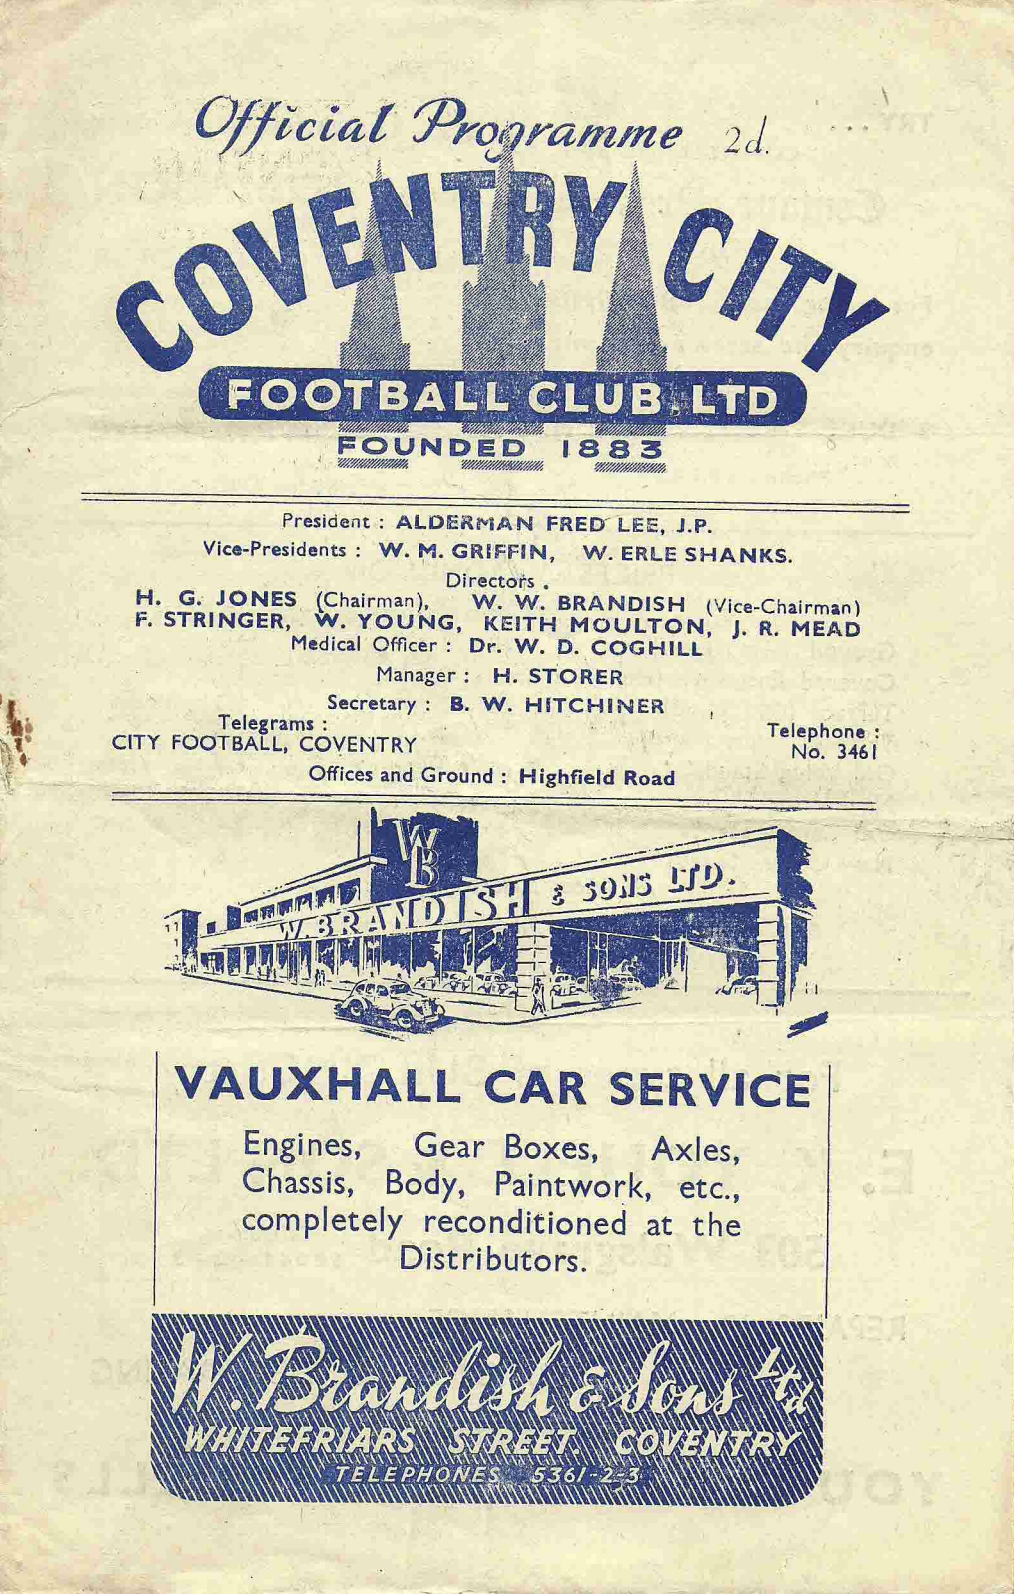 Official Programme 2d.
COVENTRY CITY
FOOTBALL CLUB LTD
FOUNDED 1883
President : ALDERMAN FRED LEE, J.P.
Vice-Presidents : W. M. GRIFFIN, W. ERLE SHANKS.
Directors .
H. G. JONES (Chairman), W. W. BRANDISH (Vice-Chairman)
F. STRINGER, W. YOUNG, KEITH MOULTON, J. R. MEAD
Medical Officer : Dr. W. D. COGHILL
Manager : H. STORER
Secretary : B. W. HITCHINER
Telegrams :
CITY FOOTBALL, COVENTRY
Telephone :
No. 3461
Offices and Ground : Highfield Road
WB
W. BRANDISH & SONS LTD.
VAUXHALL CAR SERVICE
Engines, Gear Boxes, Axles,
Chassis, Body, Paintwork, etc.,
completely reconditioned at the
Distributors.
W. Brandish & Sons Ltd
WHITEFRIARS STREET. COVENTRY
TELEPHONES 5361-2-3